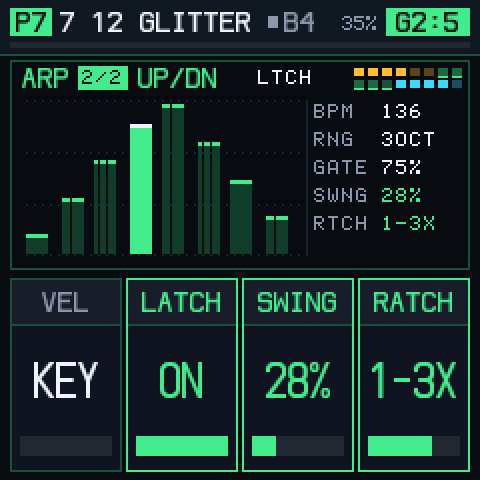 P7 7 12 GLITTER B4 35% G2:5
ARP 2/2 UP/DN LTCH
BPM 136
RNG 3OCT
GATE 75%
SWNG 28%
RTCH 1-3X
VEL LATCH SWING RATCH
KEY ON 28% 1-3X